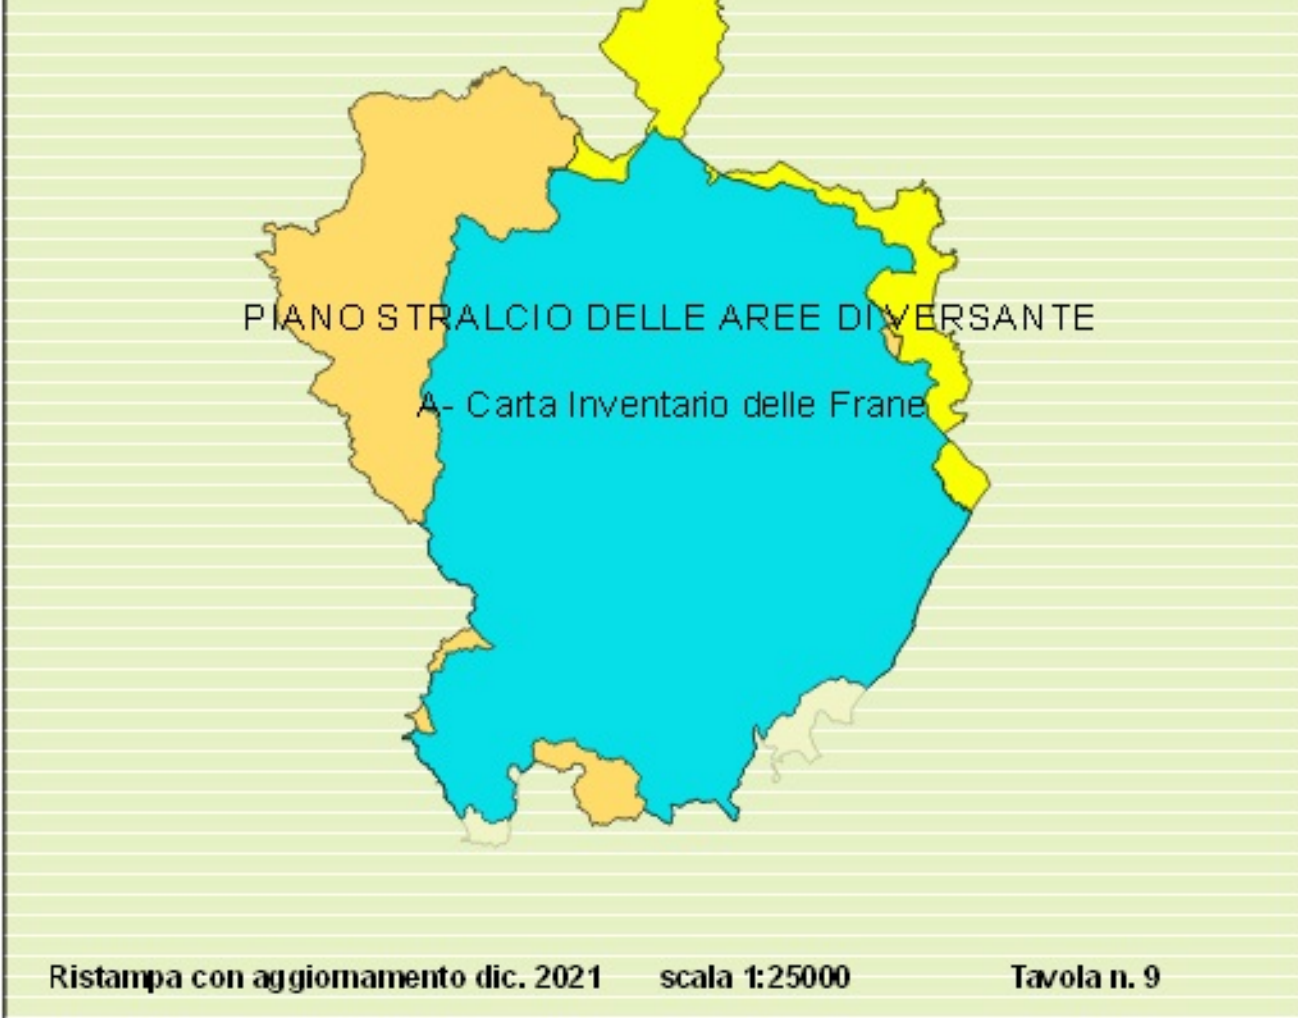 PIANO STRALCIO DELLE AREE DI VERSANTE
A- Carta Inventario delle Frane
Ristampa con aggiornamento dic. 2021 scala 1:25000 Tavola n. 9